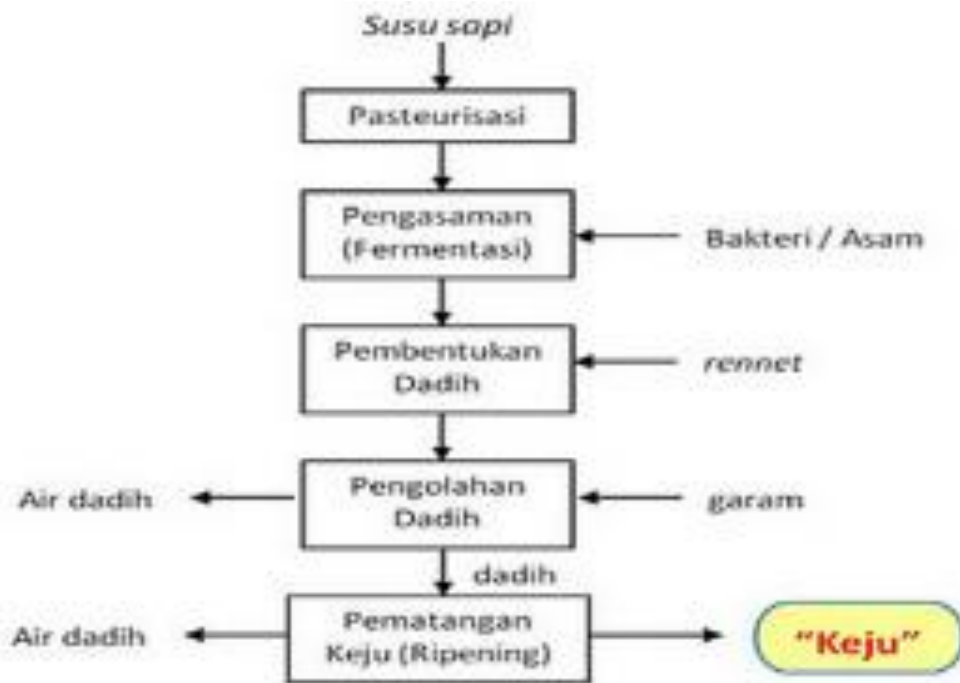 Susu sapi
Pasteurisasi
Pengasaman
(Fermentasi)
Bakteri / Asam
Pembentukan
Dadih
rennet
Air dadih
Pengolahan
Dadih
garam
dadih
Air dadih
Pematangan
Keju (Ripening)
“Keju”